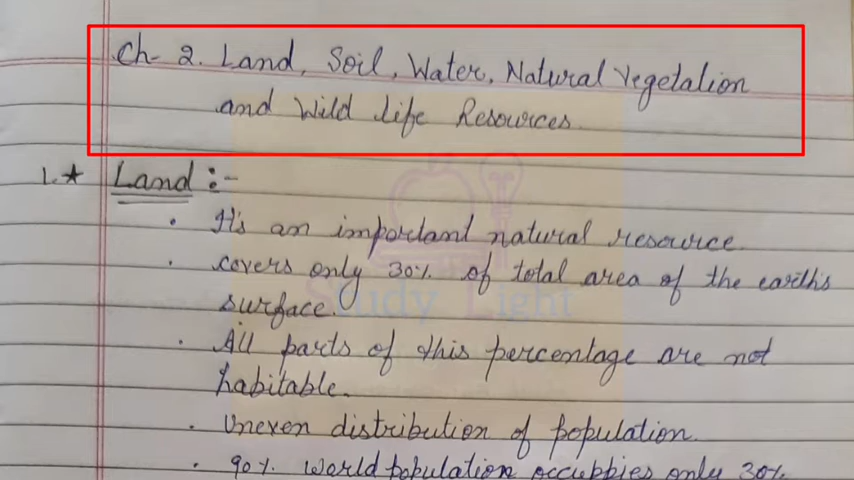 Ch- 2. Land, Soil, Water, Natural Vegetation
and Wild life Resources.
1.★ Land :-
• It's an important natural resource.
• covers only 30% of total area of the earth's
surface.
• All parts of this percentage are not
habitable.
• Uneven distribution of population.
• 90% world population occuppies only 30%
Study Light